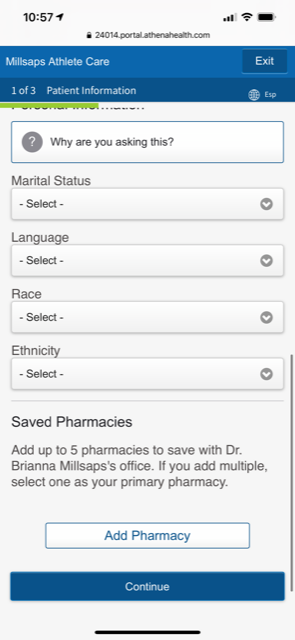 10:57
24014.portal.athenahealth.com
Millsaps Athlete Care
Exit
1 of 3 Patient Information
Esp
Personal Information
? Why are you asking this?
Marital Status
- Select -
Language
- Select -
Race
- Select -
Ethnicity
- Select -
Saved Pharmacies
Add up to 5 pharmacies to save with Dr.
Brianna Millsaps's office. If you add multiple,
select one as your primary pharmacy.
Add Pharmacy
Continue